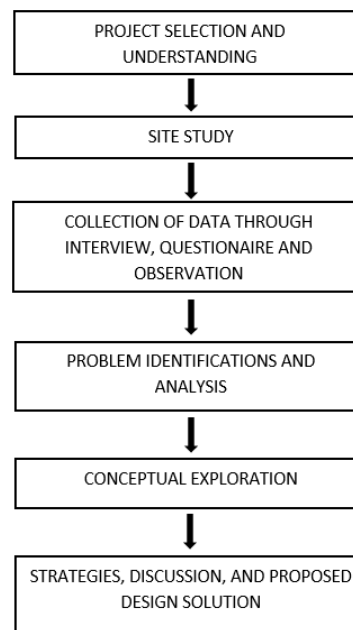 PROJECT SELECTION AND
UNDERSTANDING
SITE STUDY
COLLECTION OF DATA THROUGH
INTERVIEW, QUESTIONAIRE AND
OBSERVATION
PROBLEM IDENTIFICATIONS AND
ANALYSIS
CONCEPTUAL EXPLORATION
STRATEGIES, DISCUSSION, AND PROPOSED
DESIGN SOLUTION